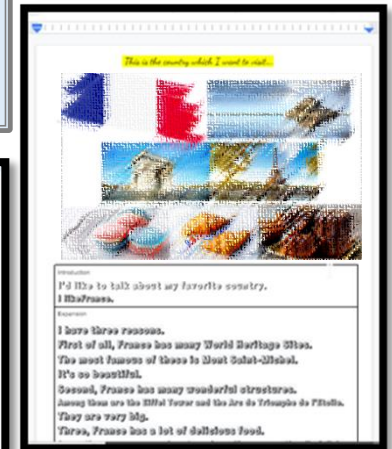 This is the country which I want to visit...
Introduction
I'd like to talk about my favorite country.
I likeFrance.
Expansion
I have three reasons.
First of all, France has many World Heritage Sites.
The most famous of these is Mont Saint-Michel.
It's so beautiful.
Second, France has many wonderful structures.
Among them are the Eiffel Tower and the Arc de Triomphe de l'Etoile.
They are very big.
Three, France has a lot of delicious food.